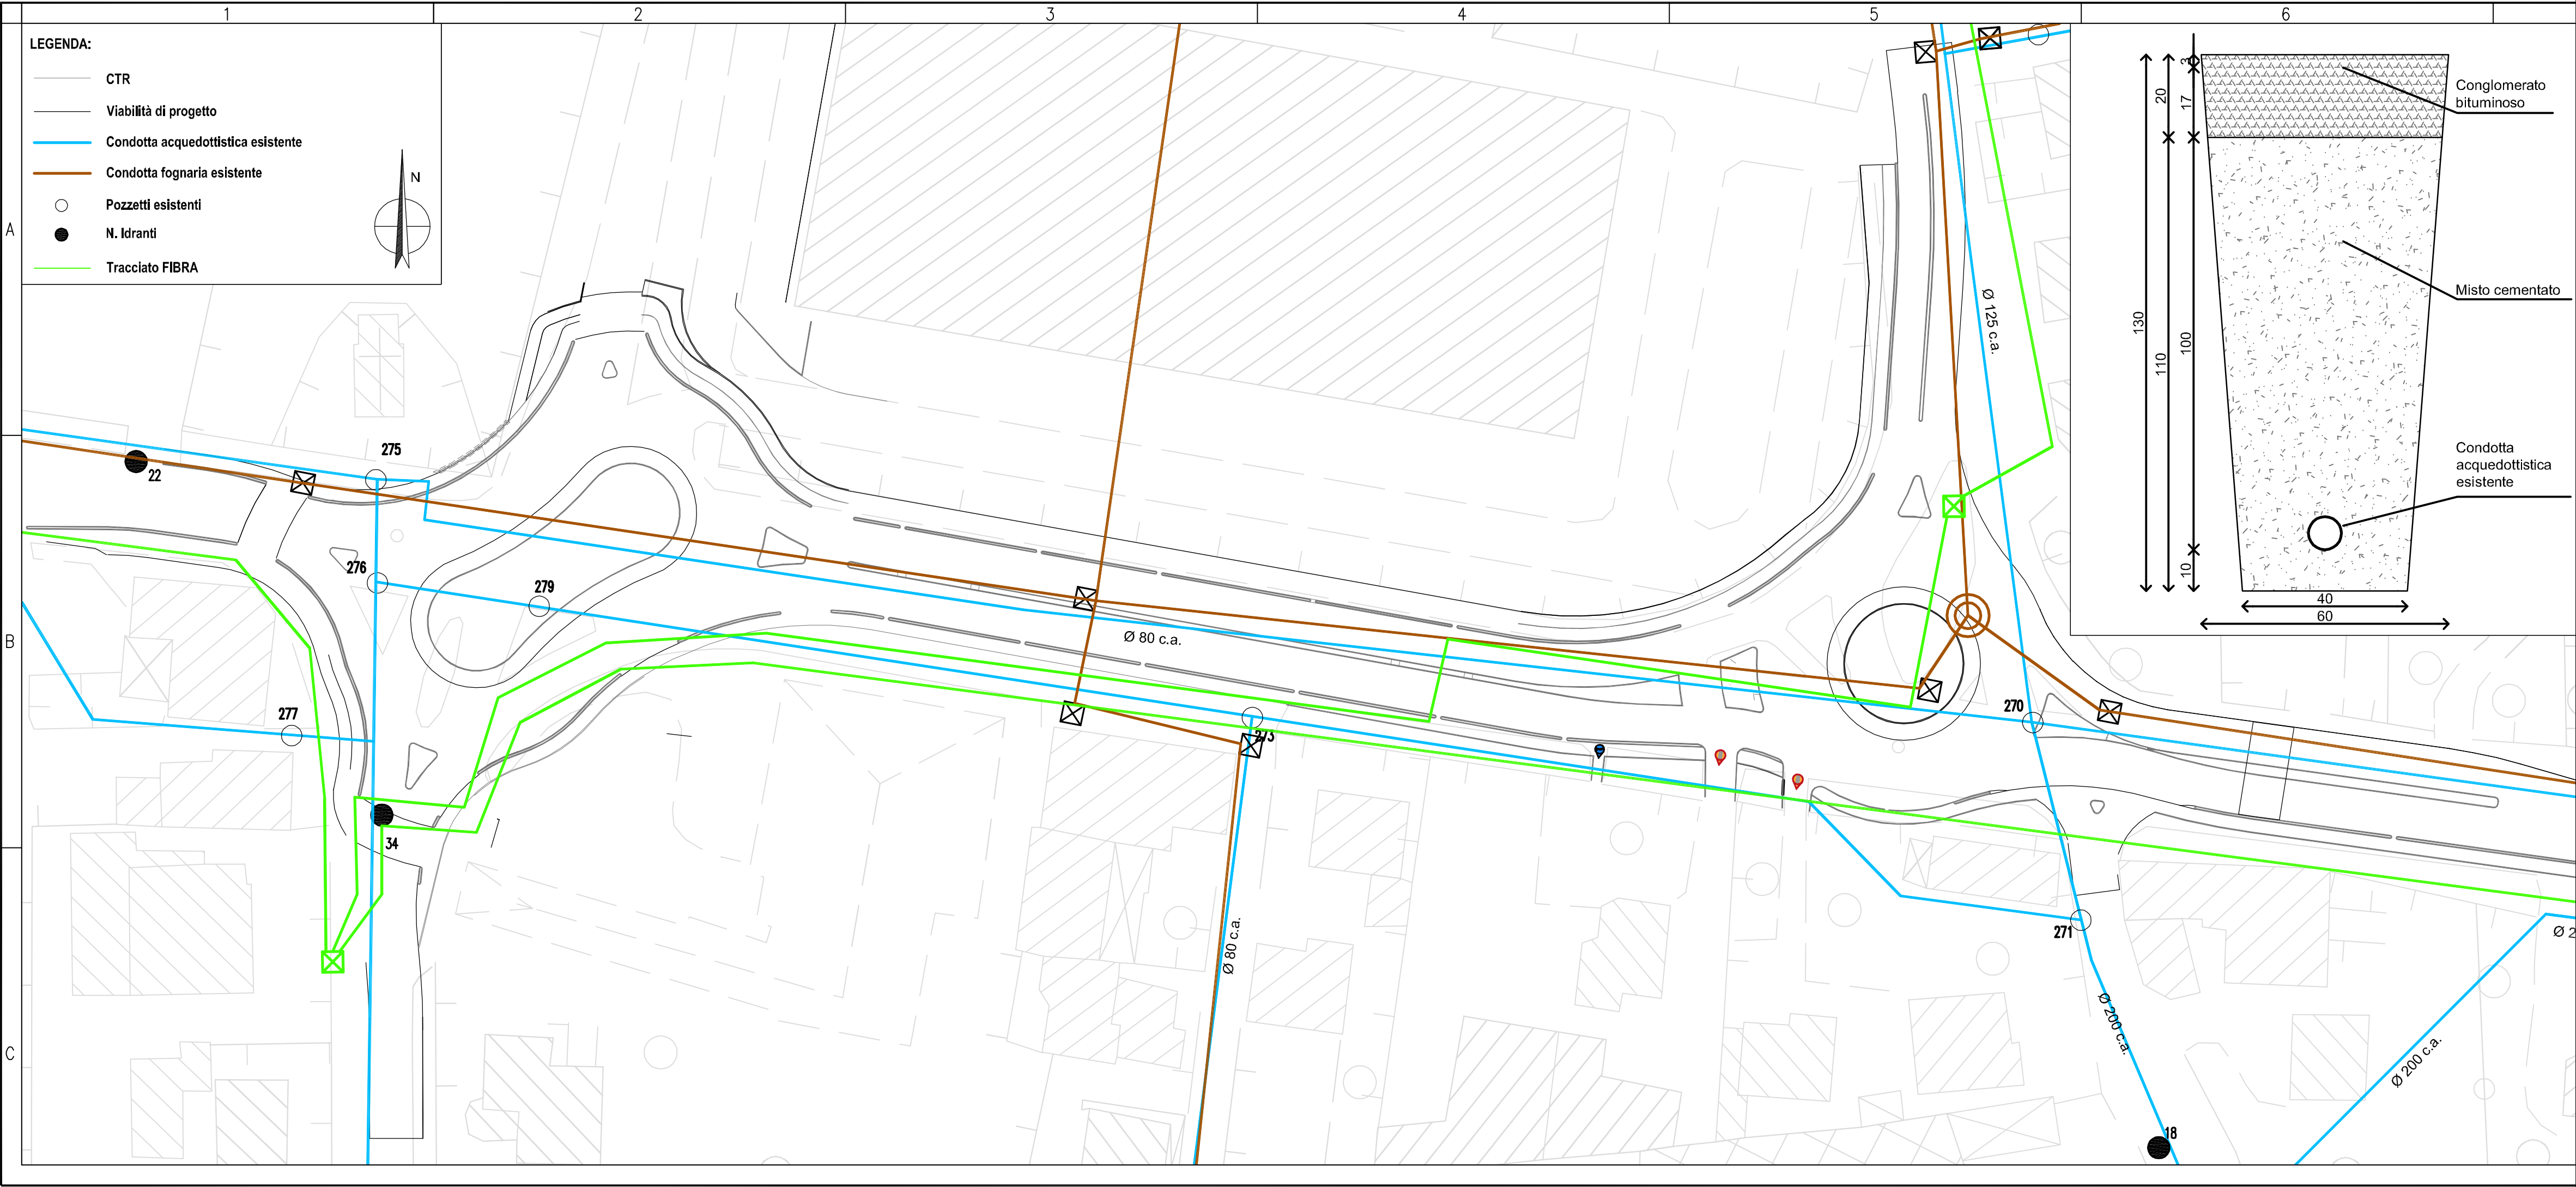 1
2
3
4
5
6
A
B
C
LEGENDA:
CTR
Viabilità di progetto
Condotta acquedottistica esistente
Condotta fognaria esistente
Pozzetti esistenti
N. Idranti
Tracciato FIBRA
N
Conglomerato
bituminoso
Misto cementato
Condotta
acquedottistica
esistente
3
20
17
130
110
100
10
40
60
Ø 125 c.a.
275
22
276
279
277
34
Ø 80 c.a.
273
270
271
Ø 80 c.a.
Ø 200 c.a.
Ø 200 c.a.
Ø 2
18